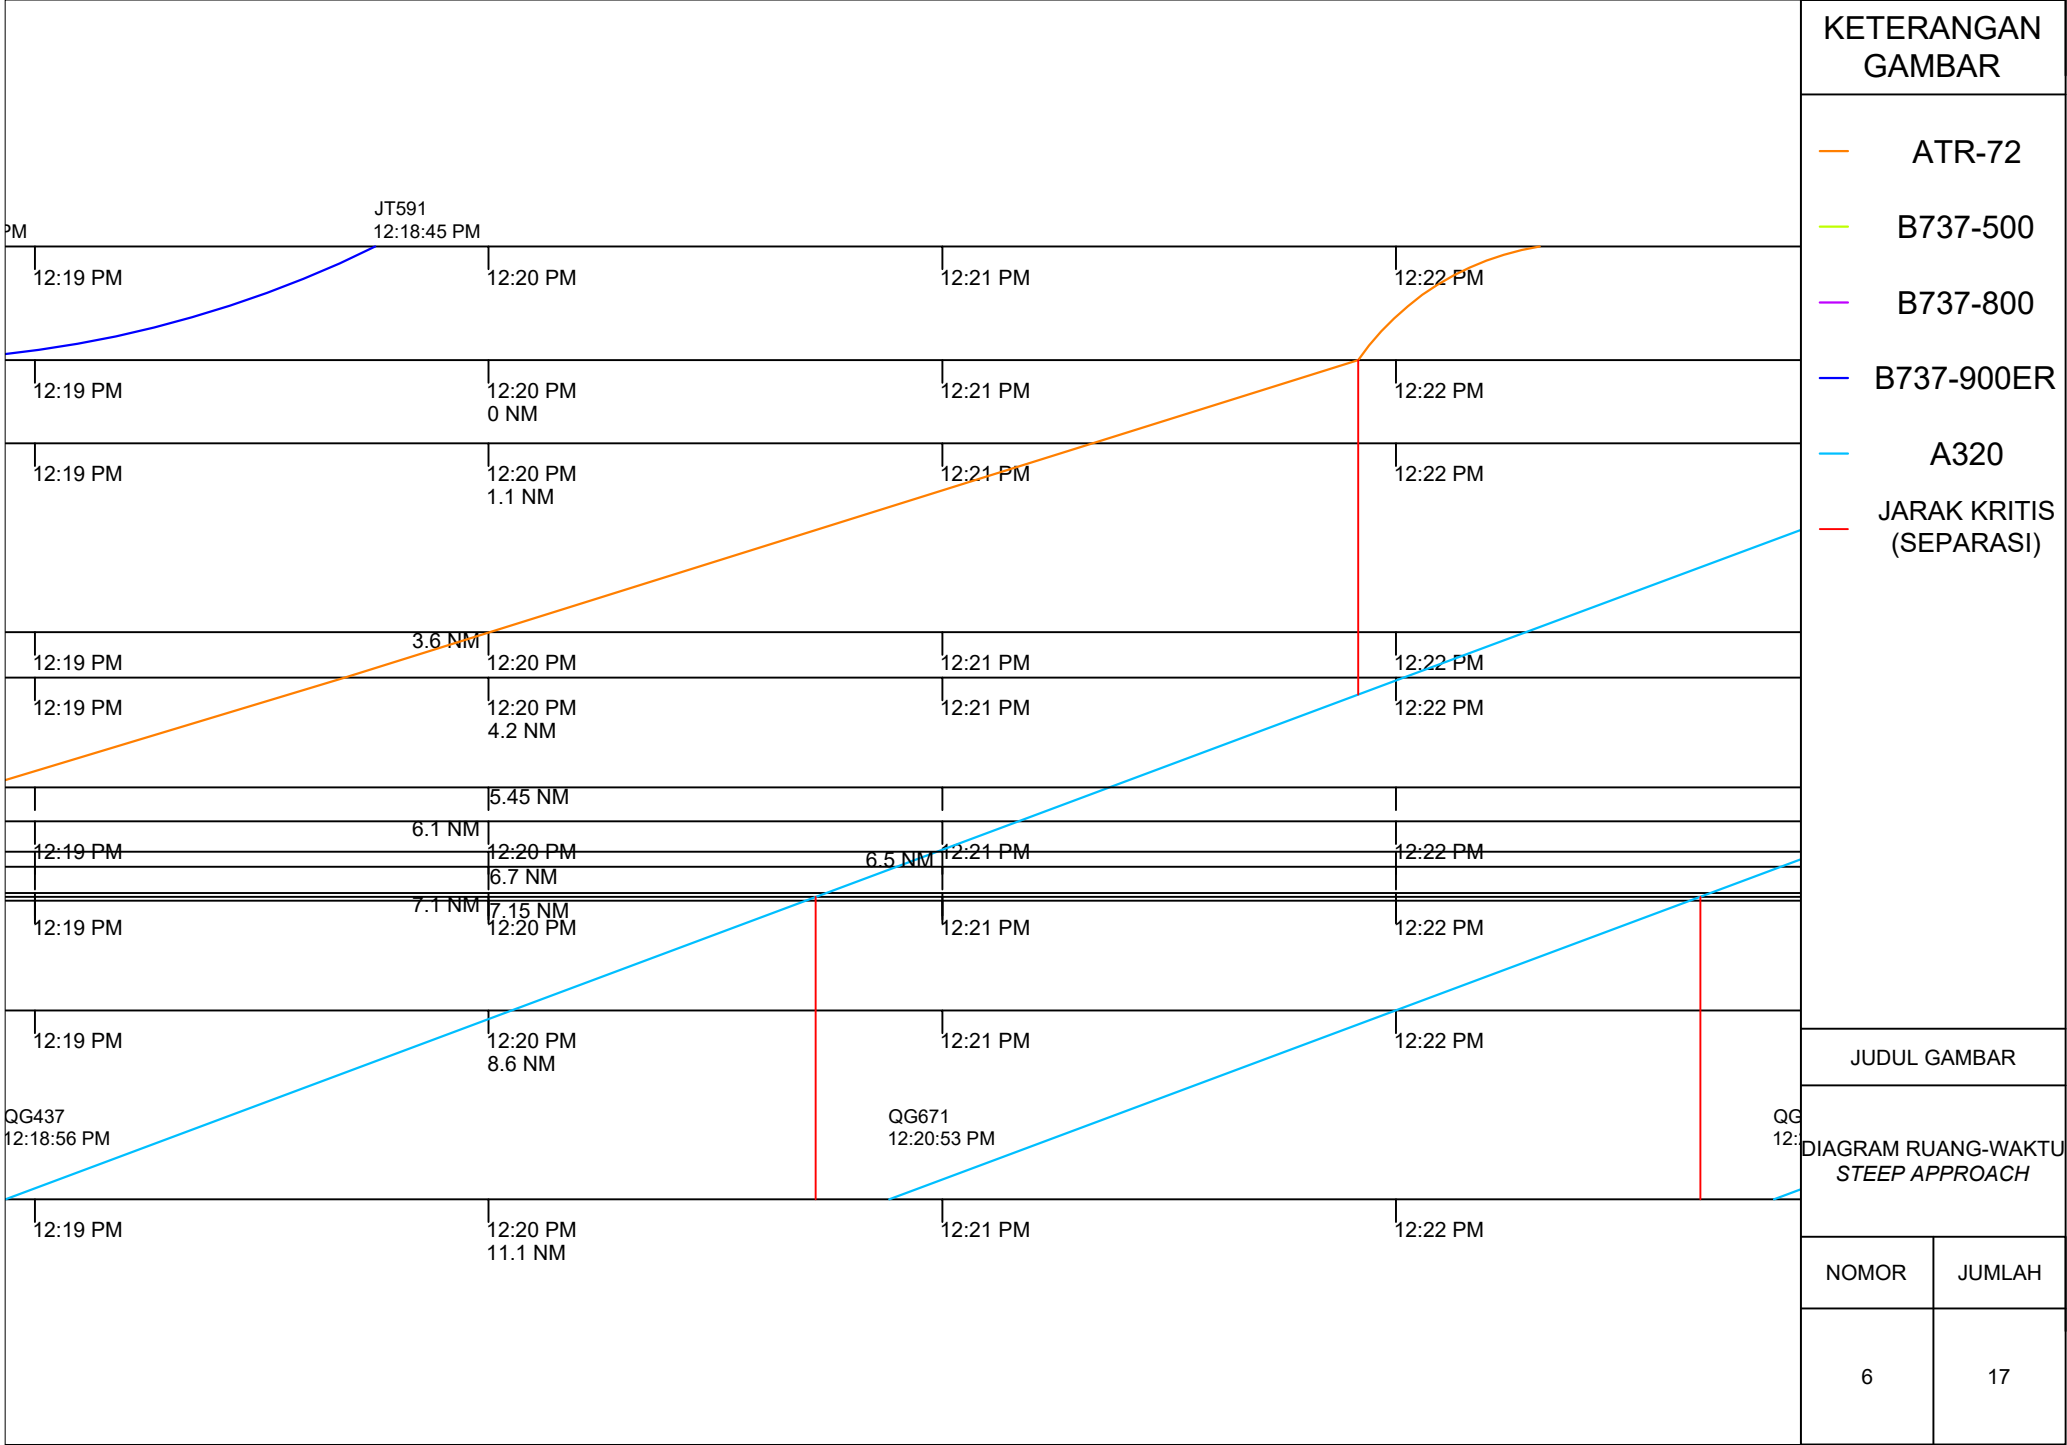 KETERANGAN
GAMBAR
ATR-72
B737-500
B737-800
B737-900ER
A320
JARAK KRITIS
(SEPARASI)
JT591
PM
12:18:45 PM
12:19 PM
12:20 PM
12:21 PM
12:22 PM
12:19 PM
12:20 PM
12:21 PM
12:22 PM
0 NM
12:19 PM
12:20 PM
12:21 PM
12:22 PM
1.1 NM
3.6 NM
12:19 PM
12:20 PM
12:21 PM
12:22 PM
12:19 PM
12:20 PM
12:21 PM
12:22 PM
4.2 NM
5.45 NM
6.1 NM
12:19 PM
12:20 PM
12:21 PM
12:22 PM
6.5 NM
6.7 NM
7.1 NM
7.15 NM
12:19 PM
12:20 PM
12:21 PM
12:22 PM
12:19 PM
12:20 PM
12:21 PM
12:22 PM
8.6 NM
QG437
12:18:56 PM
QG671
12:20:53 PM
QG
12:
12:19 PM
12:20 PM
12:21 PM
12:22 PM
11.1 NM
JUDUL GAMBAR
DIAGRAM RUANG-WAKTU
STEEP APPROACH
NOMOR
JUMLAH
6
17